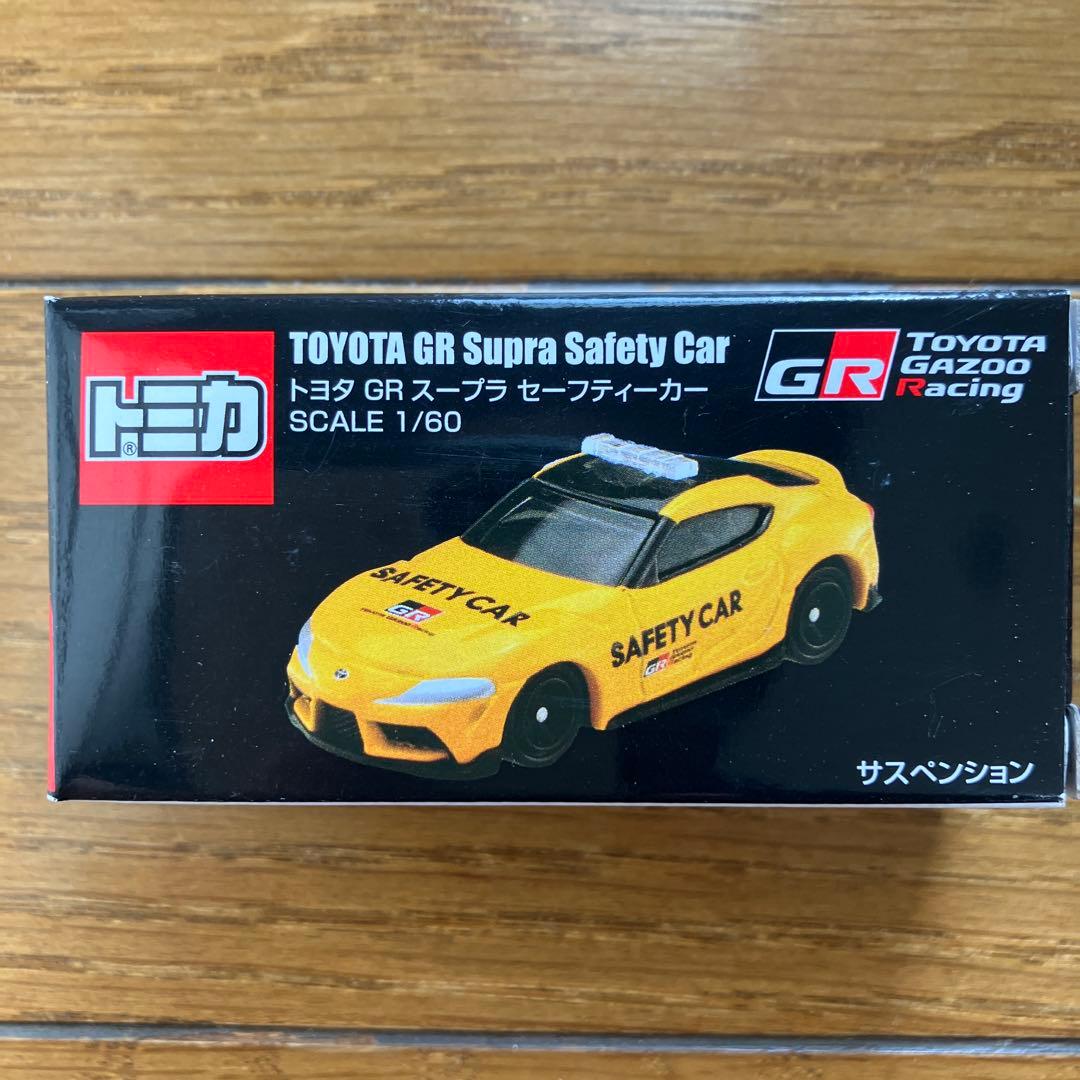 トミカ
®
TOYOTA GR Supra Safety Car
トヨタ GR スープラ セーフティーカー
SCALE 1/60
GR TOYOTA
GAZOO
Racing
SAFETY CAR
GR
SAFETY CAR
GR
サスペンション